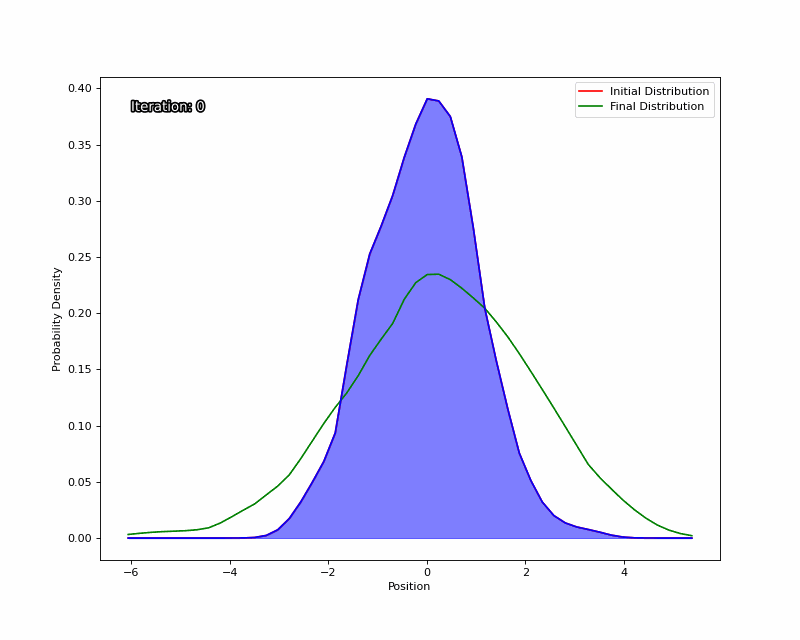 Iteration: 0
Initial Distribution
Final Distribution
0.40
0.35
0.30
0.25
0.20
0.15
0.10
0.05
0.00
Probability Density
−6 −4 −2 0 2 4
Position